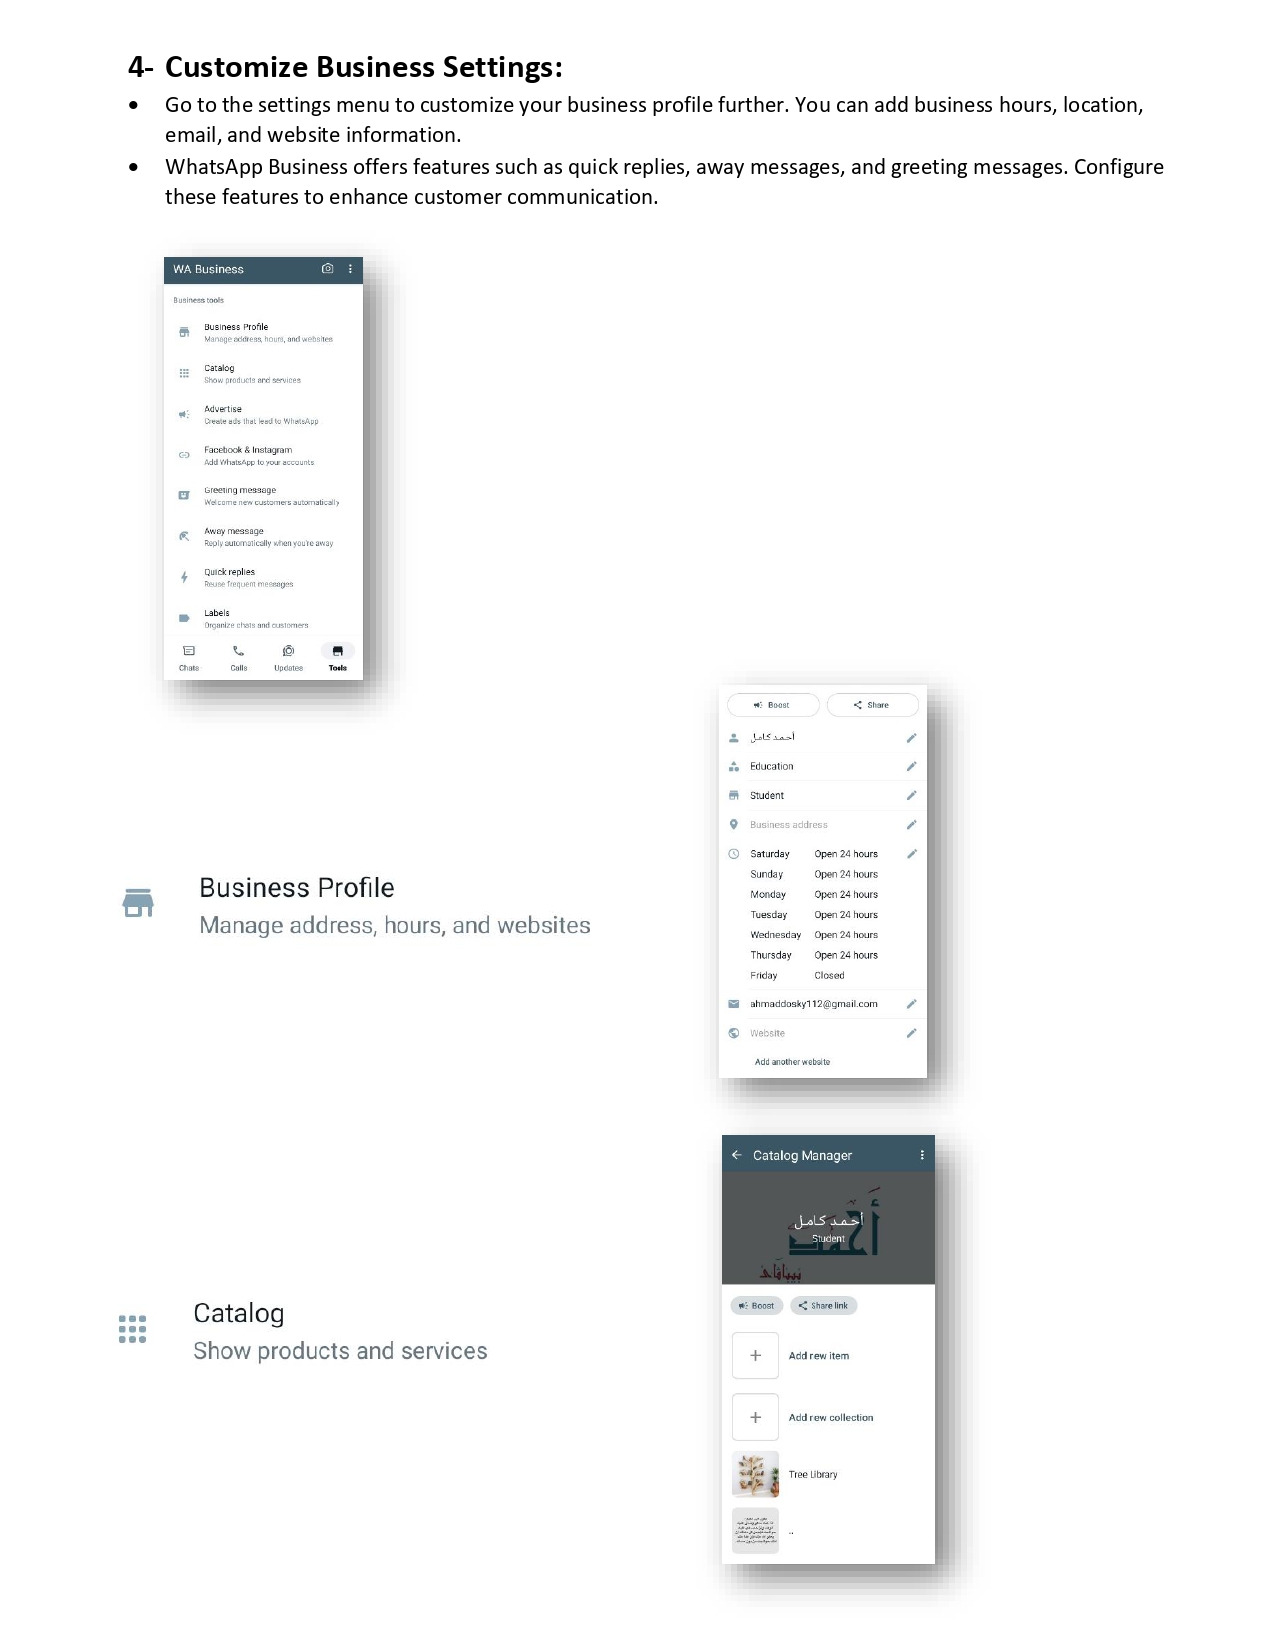 4- Customize Business Settings:
• Go to the settings menu to customize your business profile further. You can add business hours, location,
email, and website information.
• WhatsApp Business offers features such as quick replies, away messages, and greeting messages. Configure
these features to enhance customer communication.
WA Business
Business tools
Business Profile
Manage address, hours, and websites
Catalog
Show products and services
Advertise
Create ads that lead to WhatsApp
Facebook & Instagram
Add WhatsApp to your accounts
Greeting message
Welcome new customers automatically
Away message
Reply automatically when you're away
Quick replies
Reuse frequent messages
Labels
Organize chats and customers
Chats Calls Updates Tools
Boost Share
أحمد كامل
Education
Student
Business address
Saturday Open 24 hours
Sunday Open 24 hours
Monday Open 24 hours
Tuesday Open 24 hours
Wednesday Open 24 hours
Thursday Open 24 hours
Friday Closed
ahmaddosky112@gmail.com
Website
Add another website
Business Profile
Manage address, hours, and websites
Catalog Manager
أحمد كامل
Student
Boost Share link
Add new item
Add new collection
Tree Library
..
Catalog
Show products and services